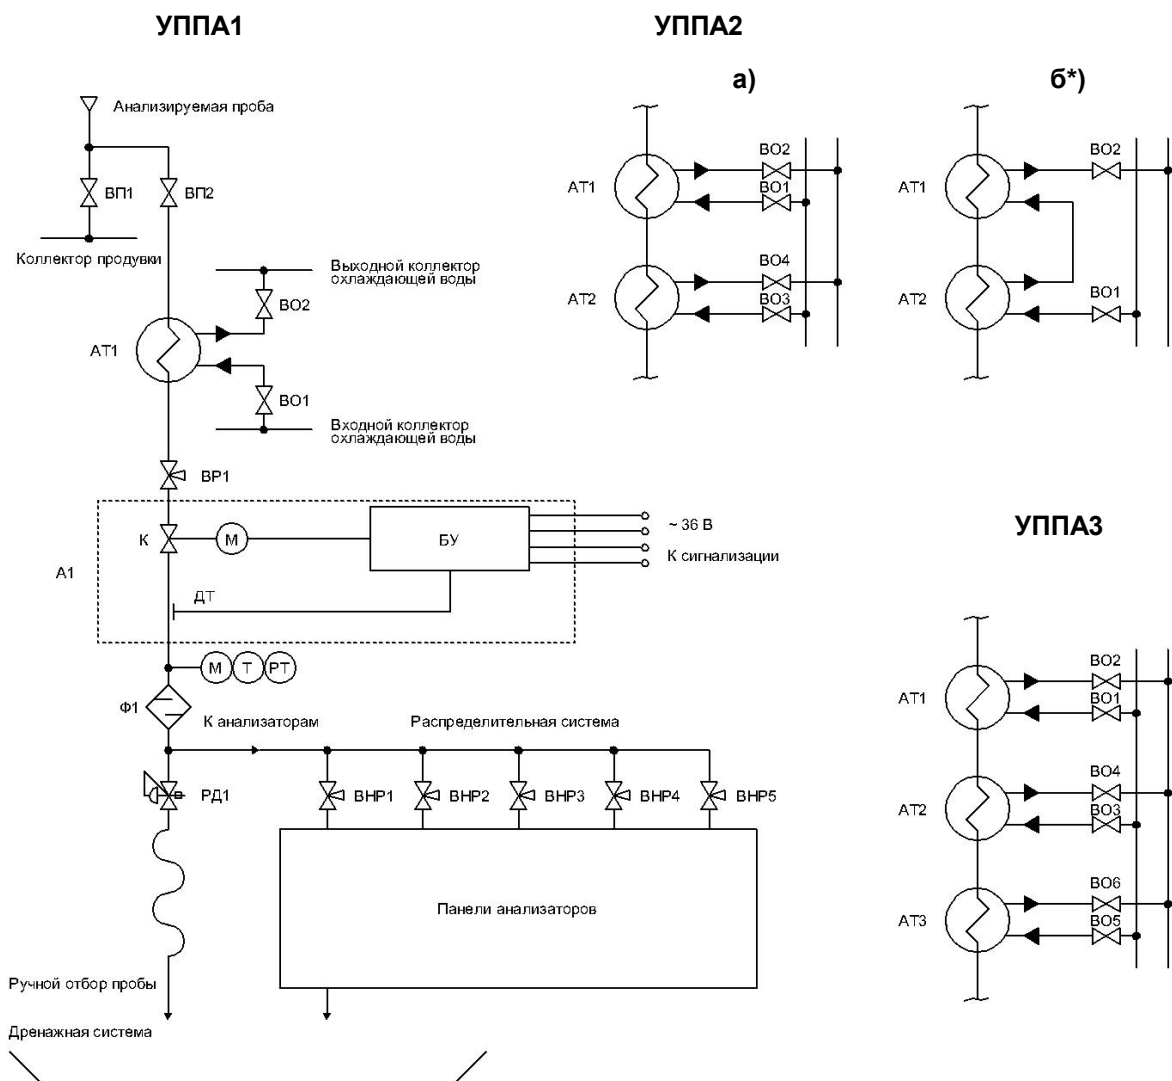 УППА1
Анализируемая проба
ВП1
ВП2
Коллектор продувки
Выходной коллектор
охлаждающей воды
ВО2
АТ1
ВО1
Входной коллектор
охлаждающей воды
ВР1
К
М
БУ
~ 36 В
К сигнализации
А1
ДТ
М
Т
РТ
Ф1
К анализаторам
Распределительная система
РД1
ВНР1
ВНР2
ВНР3
ВНР4
ВНР5
Панели анализаторов
Ручной отбор пробы
Дренажная система
УППА2
а)
АТ1
ВО2
ВО1
АТ2
ВО4
ВО3
б*)
АТ1
ВО2
АТ2
ВО1
УППА3
АТ1
ВО2
ВО1
АТ2
ВО4
ВО3
АТ3
ВО6
ВО5